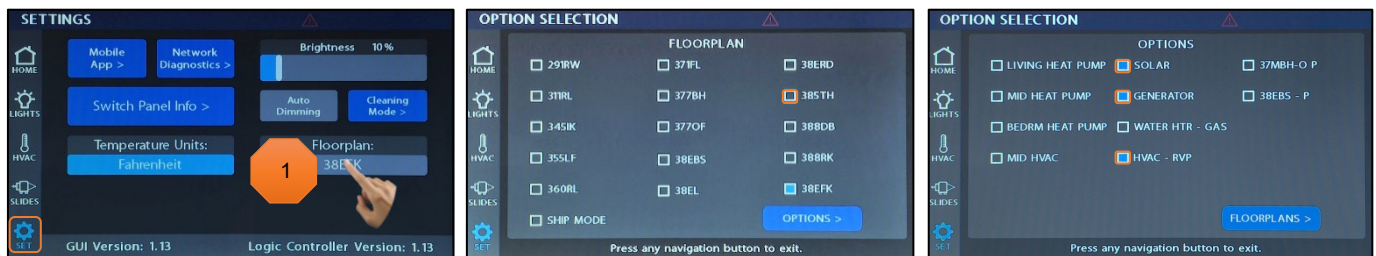 SETTINGS
HOME
LIGHTS
HVAC
SLIDES
SET
Mobile App >
Network Diagnostics >
Brightness 10 %
Switch Panel Info >
Auto Dimming
Cleaning Mode >
Temperature Units:
Fahrenheit
Floorplan:
38EFK
1
GUI Version: 1.13
Logic Controller Version: 1.13
OPTION SELECTION
HOME
LIGHTS
HVAC
SLIDES
SET
FLOORPLAN
291RW
371FL
38ERD
311RL
377BH
385TH
345IK
377OF
388DB
355LF
38EBS
388RK
360RL
38EL
38EFK
SHIP MODE
OPTIONS >
Press any navigation button to exit.
OPTION SELECTION
HOME
LIGHTS
HVAC
SLIDES
SET
OPTIONS
LIVING HEAT PUMP
SOLAR
37MBH-O P
MID HEAT PUMP
GENERATOR
38EBS - P
BEDRM HEAT PUMP
WATER HTR - GAS
MID HVAC
HVAC - RVP
FLOORPLANS >
Press any navigation button to exit.